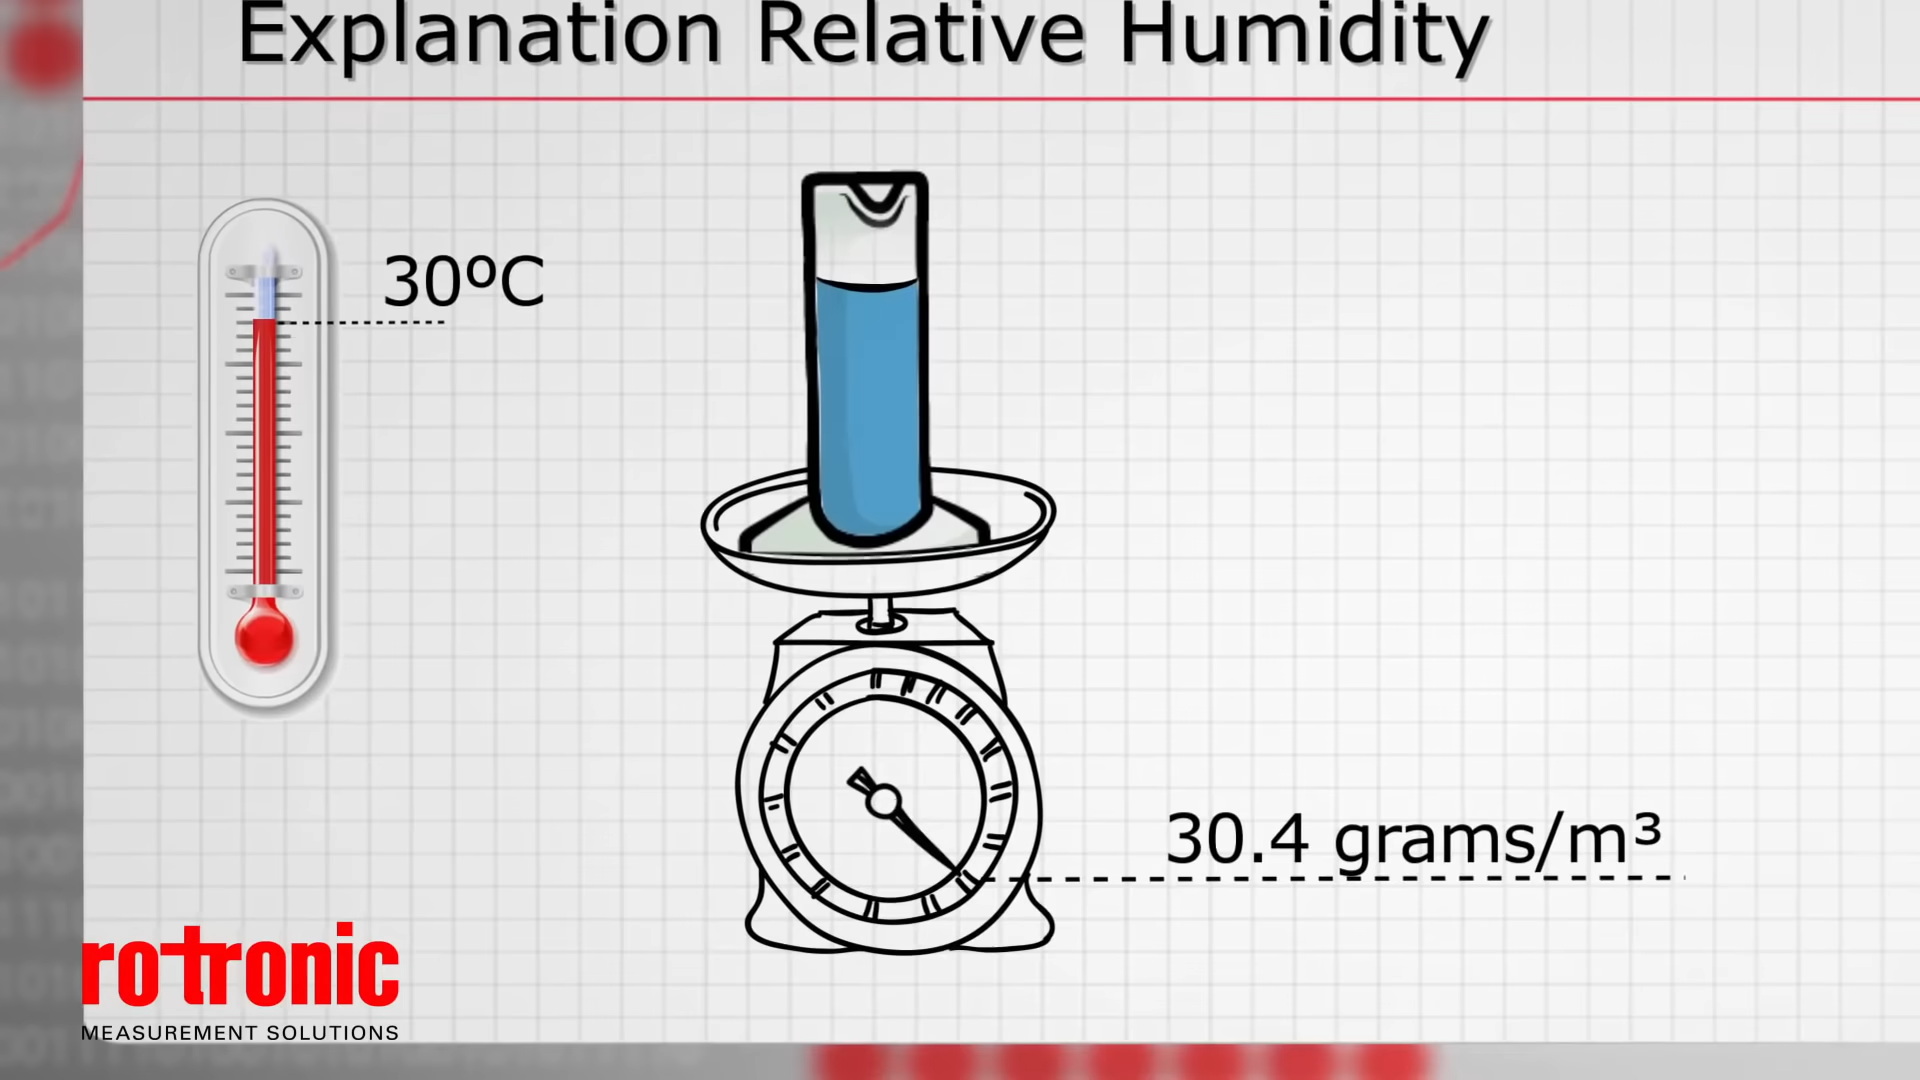 Explanation Relative Humidity
30ºC
30.4 grams/m³
rotronic
MEASUREMENT SOLUTIONS